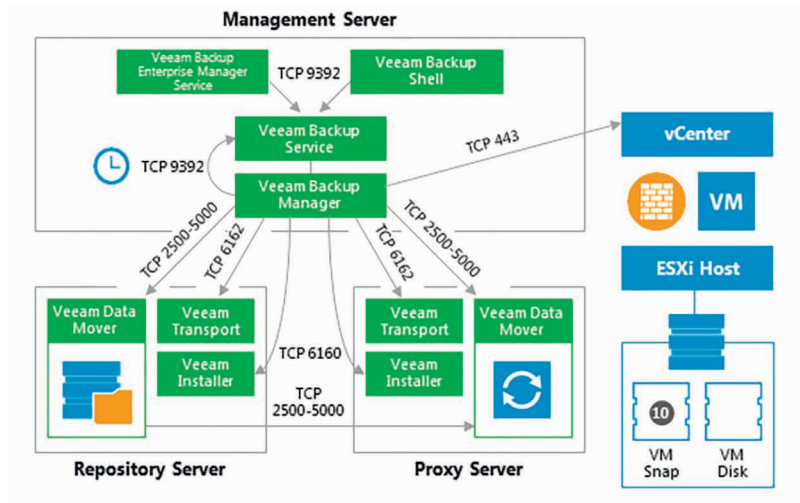 Management Server
Veeam Backup
Enterprise Manager
Service
TCP 9392
Veeam Backup
Shell
Veeam Backup
Service
TCP 9392
Veeam Backup
Manager
TCP 443
vCenter
VM
ESXi Host
TCP 2500-5000
TCP 6162
TCP 6162
TCP 2500-5000
Veeam Data
Mover
Veeam
Transport
Veeam
Installer
TCP 6160
TCP
2500-5000
Veeam
Transport
Veeam
Installer
Veeam Data
Mover
10
VM
Snap
VM
Disk
Repository Server
Proxy Server